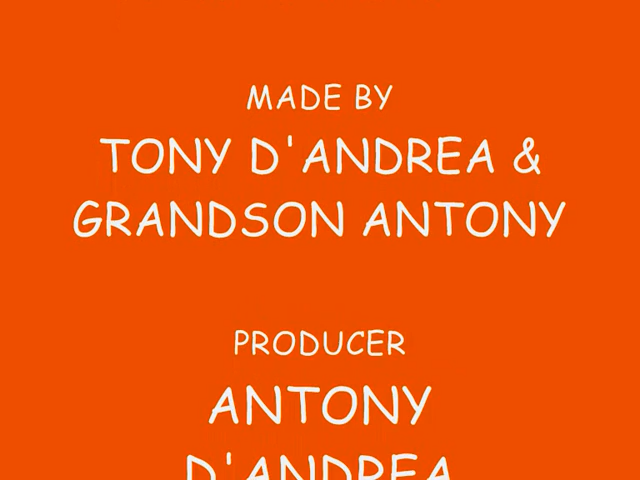 MADE BY
TONY D'ANDREA &
GRANDSON ANTONY
PRODUCER
ANTONY
D'ANDREA